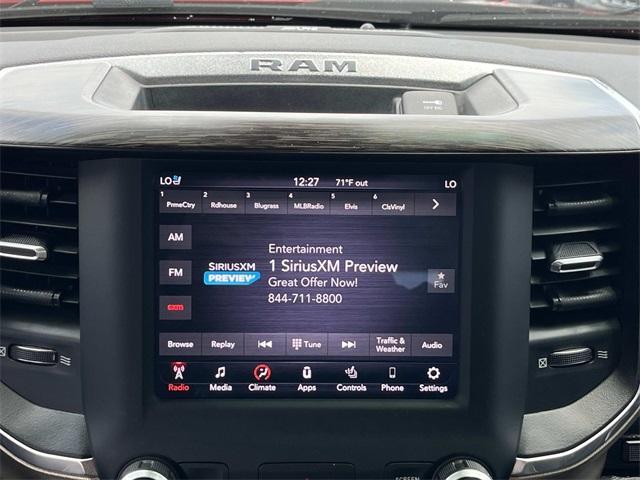 RAM
LO 12:27 71°F out LO
1 PrmeCtry 2 Rdhouse 3 Blugrass 4 MLBRadio 5 Elvis 6 ClsVinyl
AM
FM
SIRIUSXM
PREVIEW
Entertainment
1 SiriusXM Preview
Great Offer Now!
844-711-8800
Fav
Browse Replay Tune Traffic & Weather Audio
Radio Media Climate Apps Controls Phone Settings